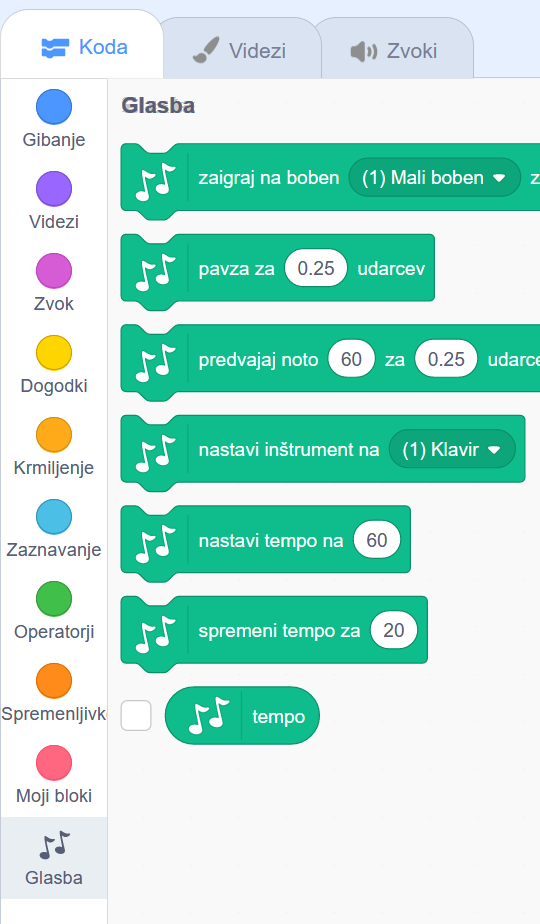 Koda
Videzi
Zvoki
Gibanje
Videzi
Zvok
Dogodki
Krmiljenje
Zaznavanje
Operatorji
Spremenljivk
Moji bloki
Glasba
Glasba
zaigraj na boben (1) Mali boben z
pavza za 0.25 udarcev
predvajaj noto 60 za 0.25 udarce
nastavi inštrument na (1) Klavir
nastavi tempo na 60
spremeni tempo za 20
tempo